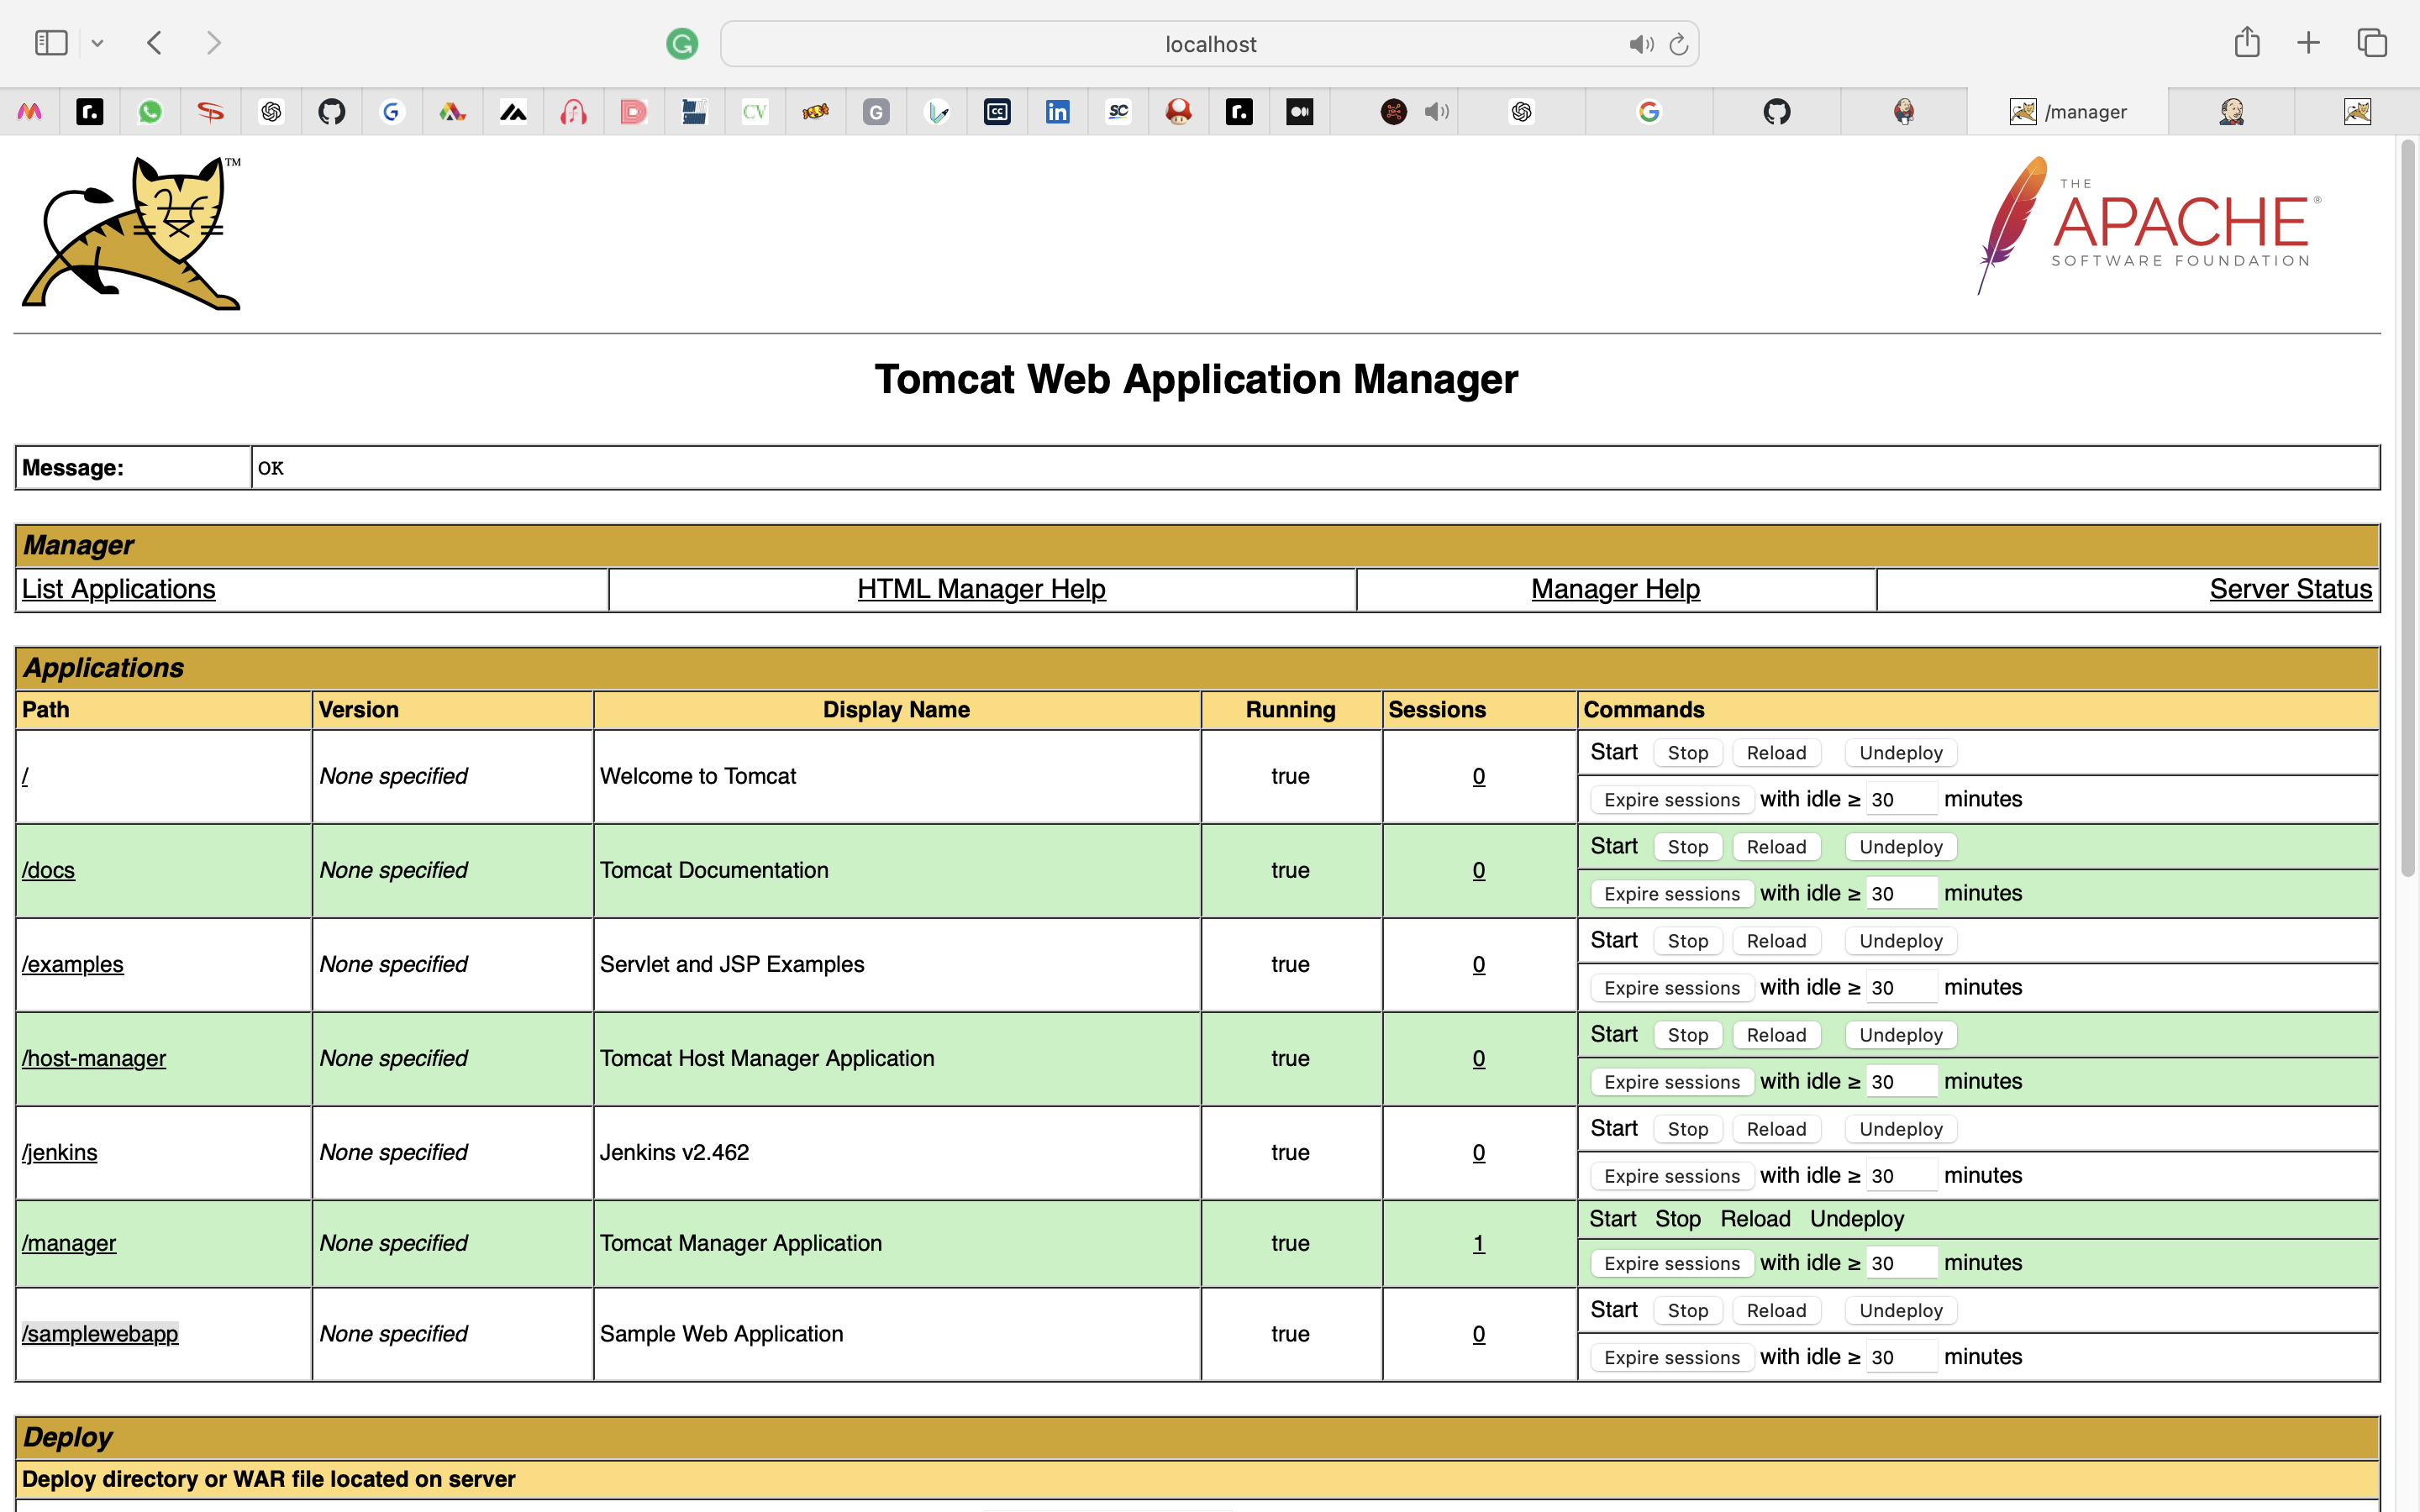 localhost
/manager
TM
THE
APACHE®
SOFTWARE FOUNDATION
Tomcat Web Application Manager
Message: OK
Manager
List Applications HTML Manager Help Manager Help Server Status
Applications
Path Version Display Name Running Sessions Commands
/ None specified Welcome to Tomcat true 0 Start Stop Reload Undeploy
Expire sessions with idle ≥ 30 minutes
/docs None specified Tomcat Documentation true 0 Start Stop Reload Undeploy
Expire sessions with idle ≥ 30 minutes
/examples None specified Servlet and JSP Examples true 0 Start Stop Reload Undeploy
Expire sessions with idle ≥ 30 minutes
/host-manager None specified Tomcat Host Manager Application true 0 Start Stop Reload Undeploy
Expire sessions with idle ≥ 30 minutes
/jenkins None specified Jenkins v2.462 true 0 Start Stop Reload Undeploy
Expire sessions with idle ≥ 30 minutes
/manager None specified Tomcat Manager Application true 1 Start Stop Reload Undeploy
Expire sessions with idle ≥ 30 minutes
/samplewebapp None specified Sample Web Application true 0 Start Stop Reload Undeploy
Expire sessions with idle ≥ 30 minutes
Deploy
Deploy directory or WAR file located on server